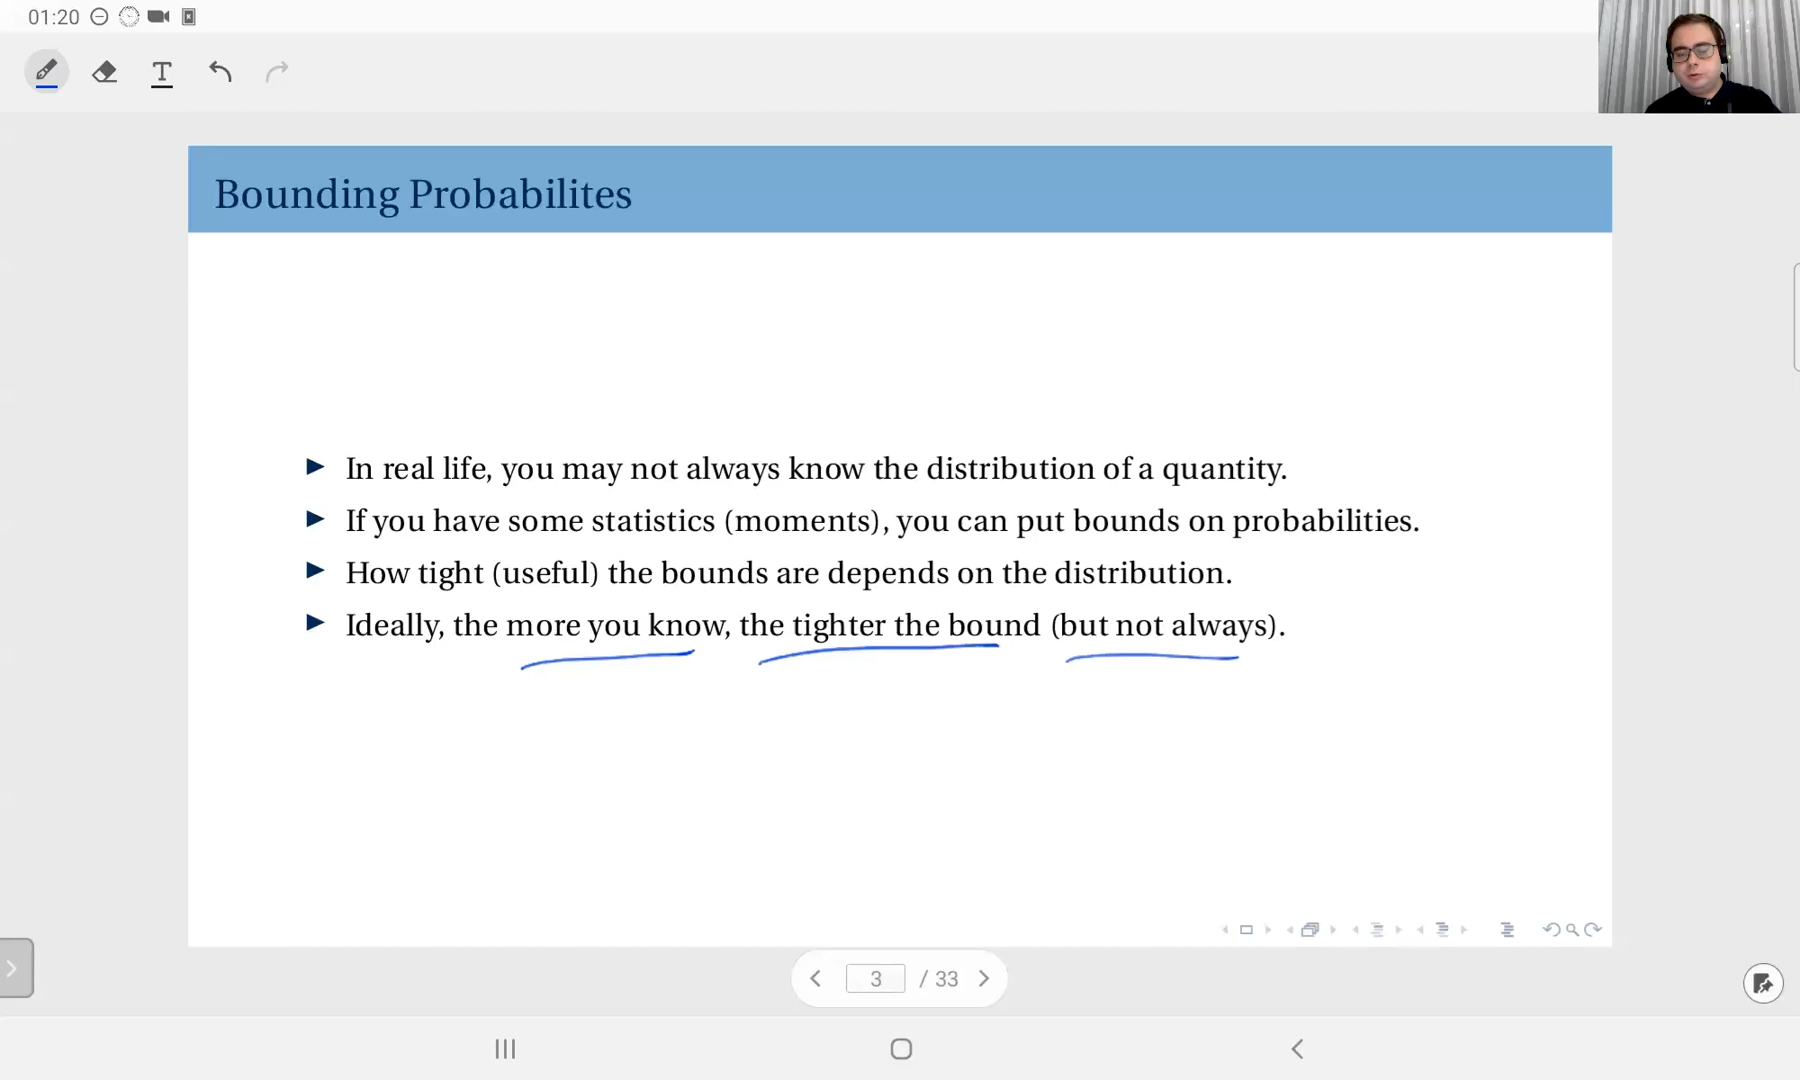 01:20
T
Bounding Probabilites
In real life, you may not always know the distribution of a quantity.
If you have some statistics (moments), you can put bounds on probabilities.
How tight (useful) the bounds are depends on the distribution.
Ideally, the more you know, the tighter the bound (but not always).
3 / 33